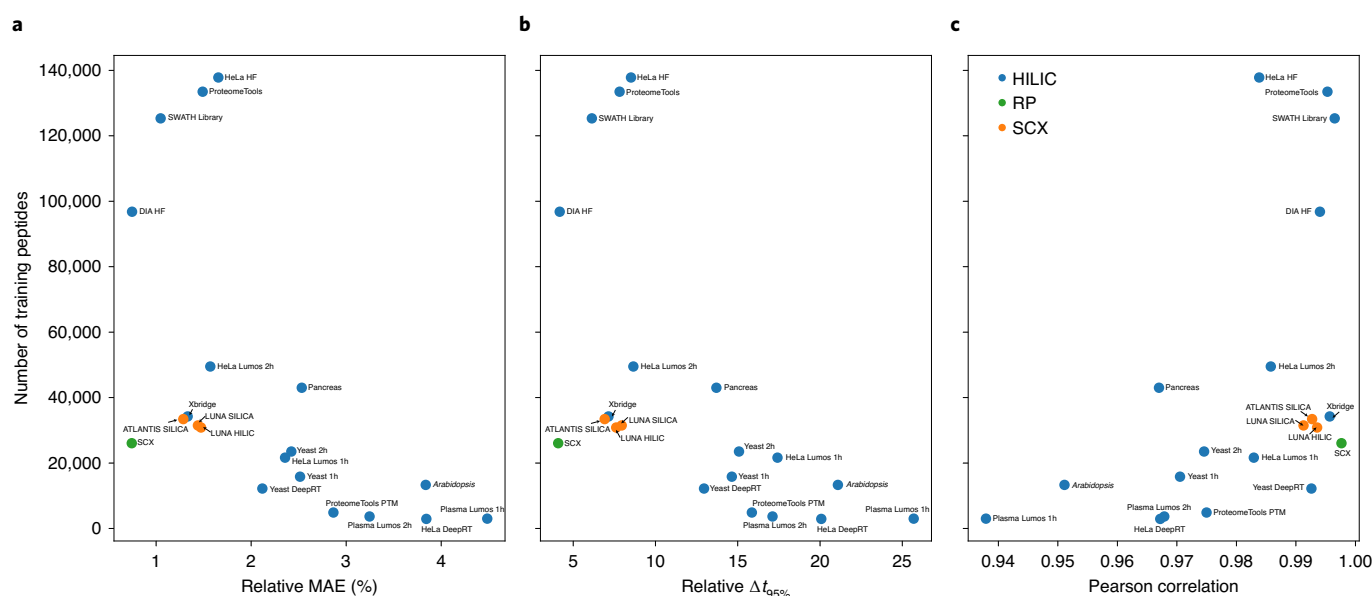 a
b
c
Number of training peptides
140,000
120,000
100,000
80,000
60,000
40,000
20,000
0
HeLa HF
ProteomeTools
SWATH Library
DIA HF
HeLa Lumos 2h
Pancreas
Xbridge
LUNA SILICA
ATLANTIS SILICA
LUNA HILIC
SCX
Yeast 2h
HeLa Lumos 1h
Yeast 1h
Yeast DeepRT
Arabidopsis
ProteomeTools PTM
Plasma Lumos 1h
Plasma Lumos 2h
HeLa DeepRT
1 2 3 4
Relative MAE (%)
HeLa HF
ProteomeTools
SWATH Library
DIA HF
HeLa Lumos 2h
Pancreas
Xbridge
LUNA SILICA
ATLANTIS SILICA
LUNA HILIC
SCX
Yeast 2h
HeLa Lumos 1h
Yeast 1h
Yeast DeepRT
Arabidopsis
ProteomeTools PTM
Plasma Lumos 1h
Plasma Lumos 2h
HeLa DeepRT
5 10 15 20 25
Relative Δt95%
HILIC
RP
SCX
HeLa HF
ProteomeTools
SWATH Library
DIA HF
HeLa Lumos 2h
Pancreas
ATLANTIS SILICA
Xbridge
LUNA SILICA
LUNA HILIC
SCX
Yeast 2h
HeLa Lumos 1h
Yeast 1h
Arabidopsis
Yeast DeepRT
Plasma Lumos 2h
ProteomeTools PTM
Plasma Lumos 1h
HeLa DeepRT
0.94 0.95 0.96 0.97 0.98 0.99 1.00
Pearson correlation